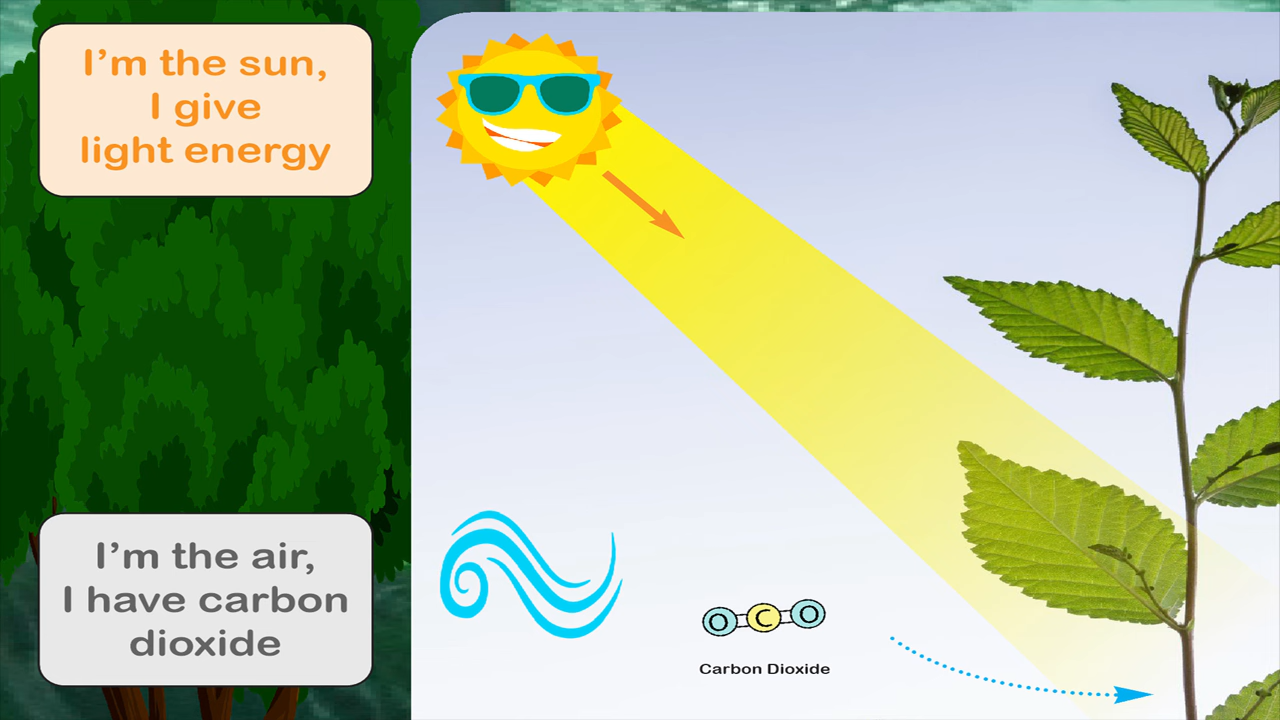 I’m the sun,
I give
light energy
I’m the air,
I have carbon
dioxide
O C O
Carbon Dioxide